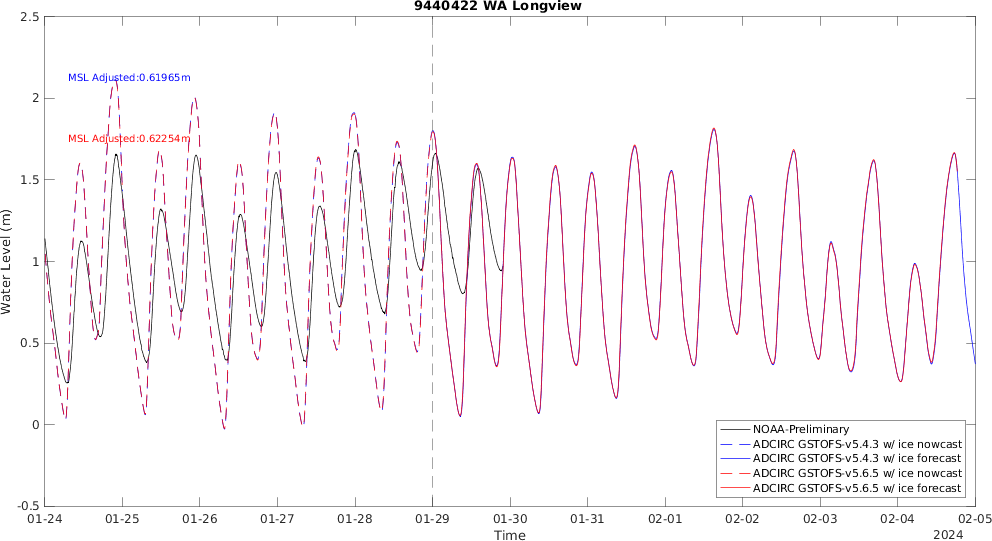 9440422 WA Longview
Water Level (m)
2.5
2
1.5
1
0.5
0
-0.5
MSL Adjusted:0.61965m
MSL Adjusted:0.62254m
NOAA-Preliminary
ADCIRC GSTOFS-v5.4.3 w/ ice nowcast
ADCIRC GSTOFS-v5.4.3 w/ ice forecast
ADCIRC GSTOFS-v5.6.5 w/ ice nowcast
ADCIRC GSTOFS-v5.6.5 w/ ice forecast
01-24 01-25 01-26 01-27 01-28 01-29 01-30 01-31 02-01 02-02 02-03 02-04 02-05
Time
2024